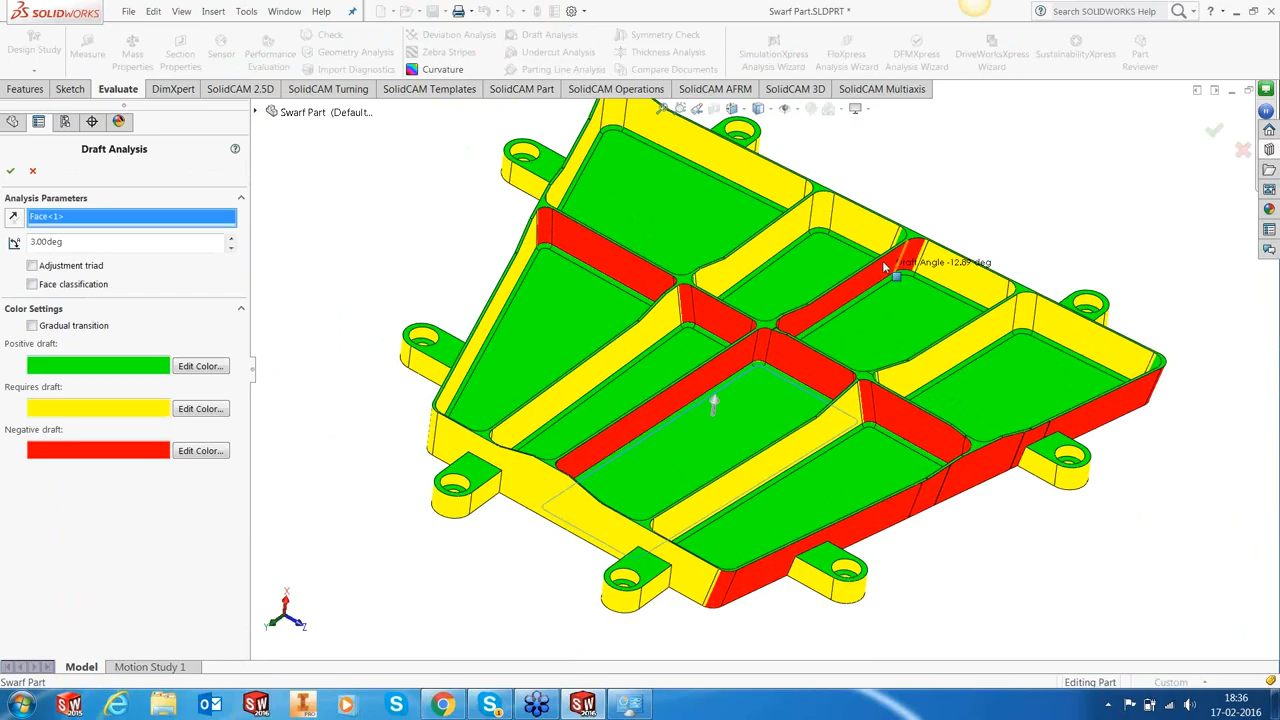 SOLIDWORKS File Edit View Insert Tools Window Help Swarf Part.SLDPRT * Search SOLIDWORKS Help
Design Study
Measure
Mass Properties
Section Properties
Sensor
Performance Evaluation
Check
Geometry Analysis
Import Diagnostics
Deviation Analysis
Zebra Stripes
Curvature
Draft Analysis
Undercut Analysis
Parting Line Analysis
Symmetry Check
Thickness Analysis
Compare Documents
SimulationXpress Analysis Wizard
FloXpress Analysis Wizard
DFMXpress Analysis Wizard
DriveWorksXpress Wizard
SustainabilityXpress
Part Reviewer
Features Sketch Evaluate DimXpert SolidCAM 2.5D SolidCAM Turning SolidCAM Templates SolidCAM Part SolidCAM Operations SolidCAM AFRM SolidCAM 3D SolidCAM Multiaxis
Swarf Part (Default...
Draft Analysis
Analysis Parameters
Face<1>
3.00deg
Adjustment triad
Face classification
Color Settings
Gradual transition
Positive draft:
Edit Color...
Requires draft:
Edit Color...
Negative draft:
Edit Color...
Draft Angle -12.89 deg
X
Y
Z
Model Motion Study 1
Swarf Part Editing Part Custom
18:36
17-02-2016